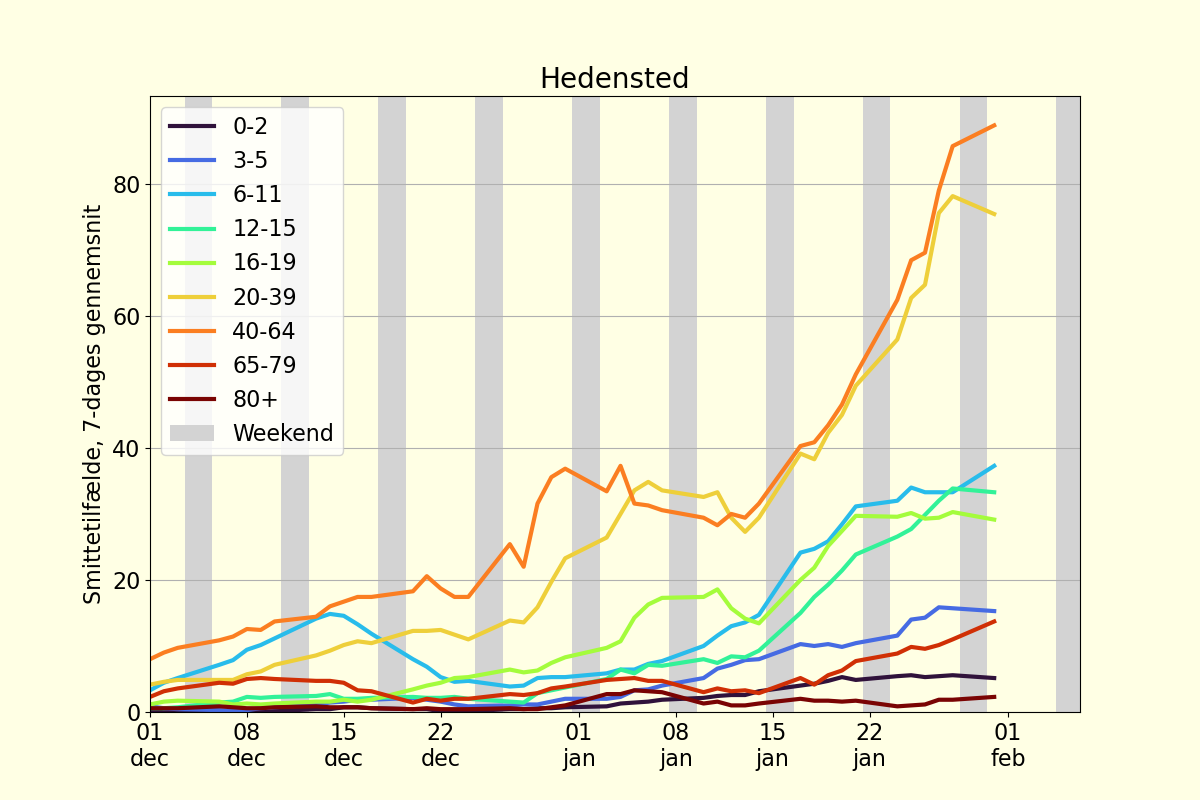 Hedensted
Smittetilfælde, 7-dages gennemsnit
80
60
40
20
0
0-2
3-5
6-11
12-15
16-19
20-39
40-64
65-79
80+
Weekend
01 08 15 22 01 08 15 22 01
dec dec dec dec jan jan jan jan feb